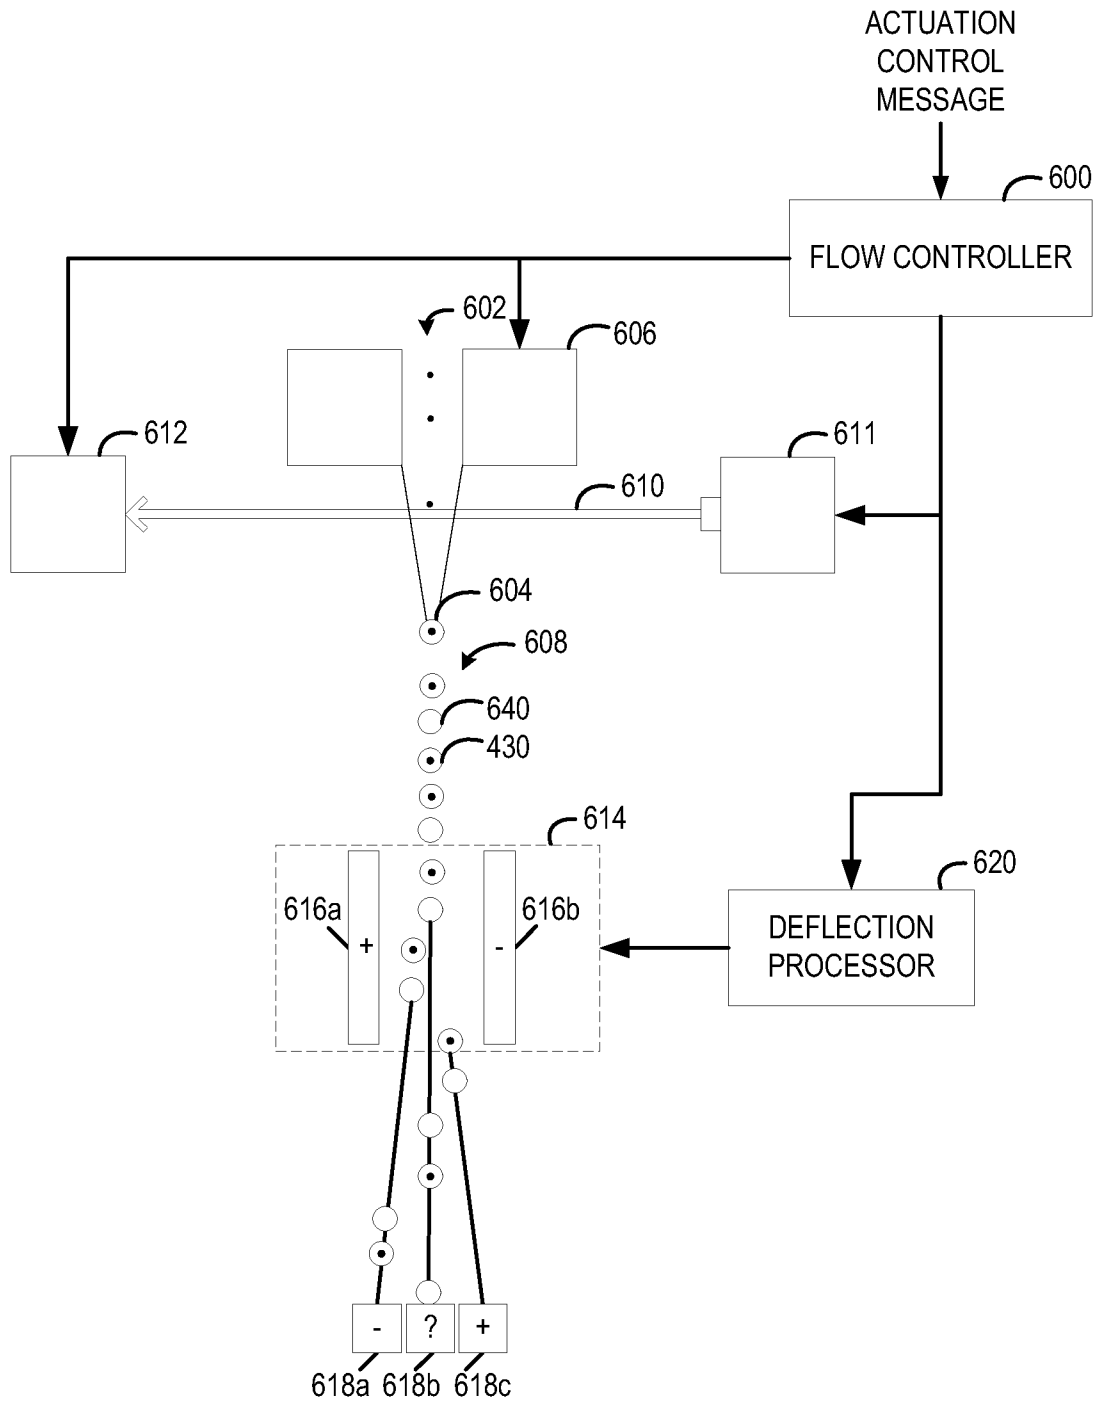 ACTUATION
CONTROL
MESSAGE
600
FLOW CONTROLLER
602
606
612
611
610
604
608
640
430
614
620
616a
616b
+
-
DEFLECTION
PROCESSOR
-
?
+
618a
618b
618c